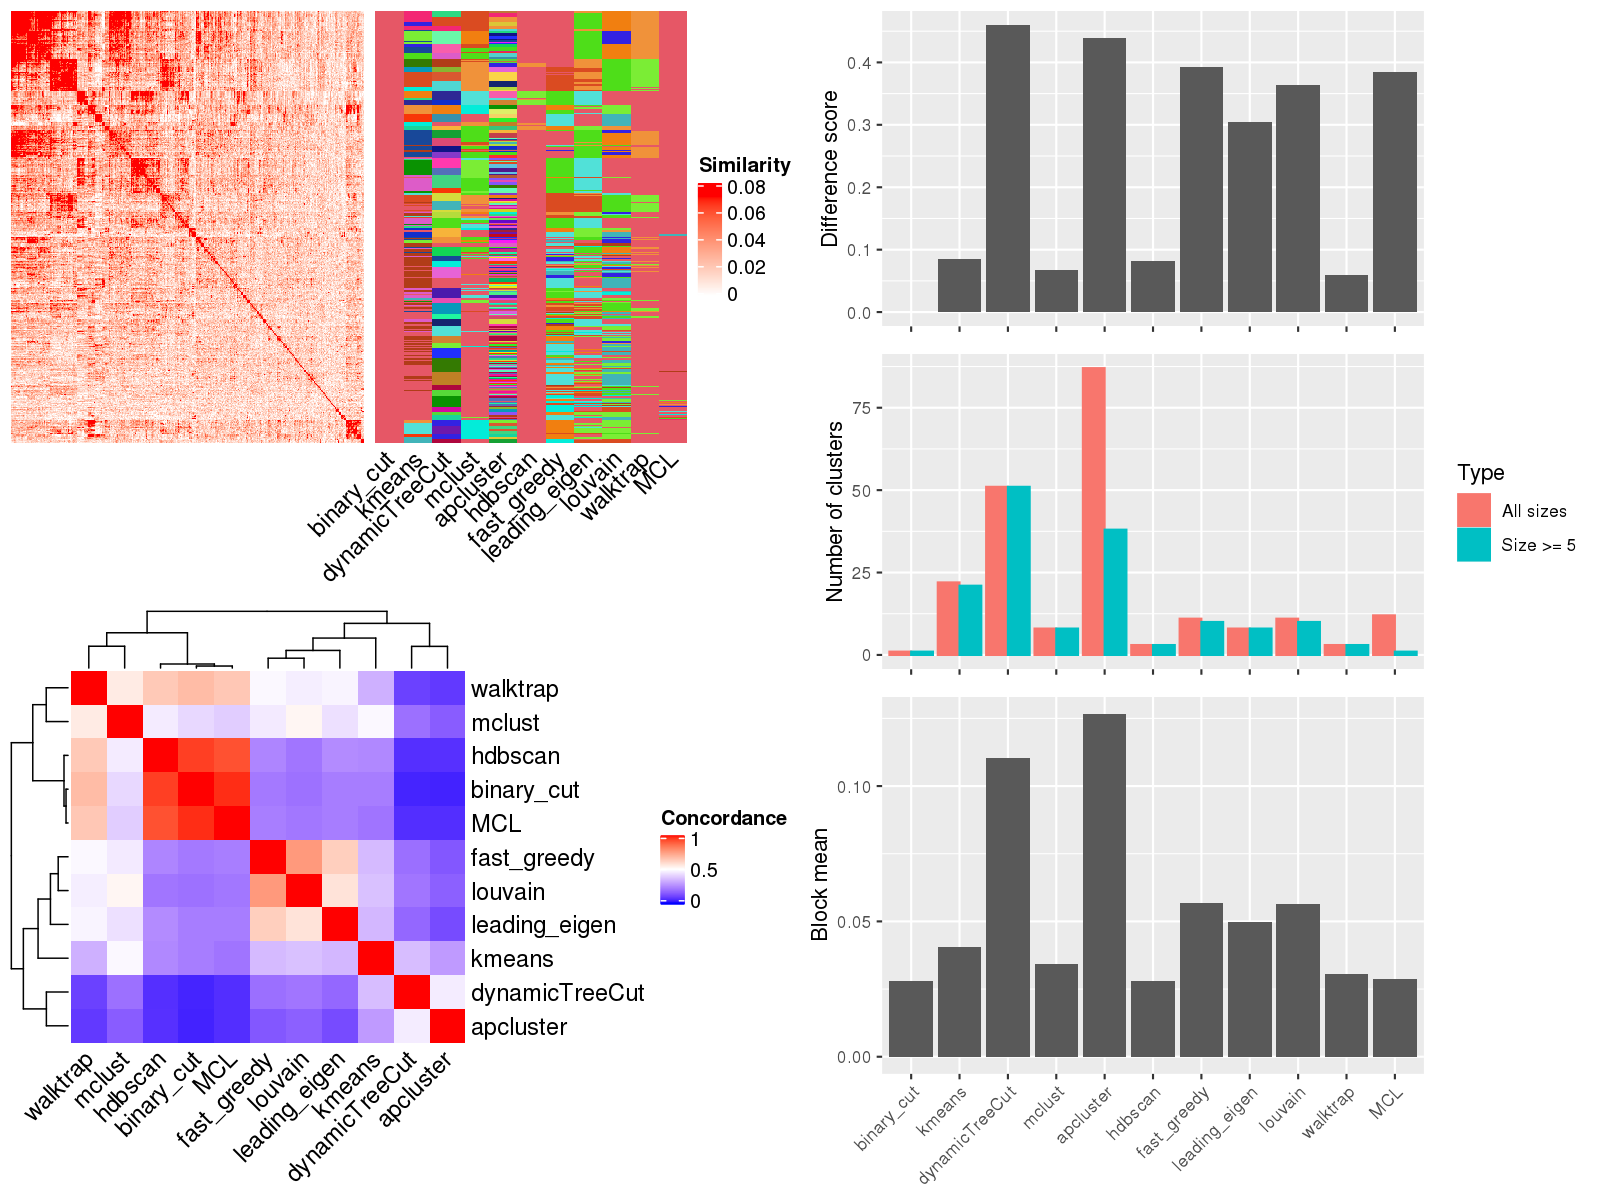 Similarity
0.08
0.06
0.04
0.02
0
binary_cut
kmeans
dynamicTreeCut
mclust
apcluster
hdbscan
fast_greedy
leading_eigen
louvain
walktrap
MCL
walktrap
mclust
hdbscan
binary_cut
MCL
fast_greedy
louvain
leading_eigen
kmeans
dynamicTreeCut
apcluster
Concordance
1
0.5
0
walktrap
mclust
hdbscan
binary_cut
MCL
fast_greedy
louvain
leading_eigen
kmeans
dynamicTreeCut
apcluster
Difference score
0.4
0.3
0.2
0.1
0.0
Number of clusters
75
50
25
0
Type
All sizes
Size >= 5
Block mean
0.10
0.05
0.00
binary_cut
kmeans
dynamicTreeCut
mclust
apcluster
hdbscan
fast_greedy
leading_eigen
louvain
walktrap
MCL